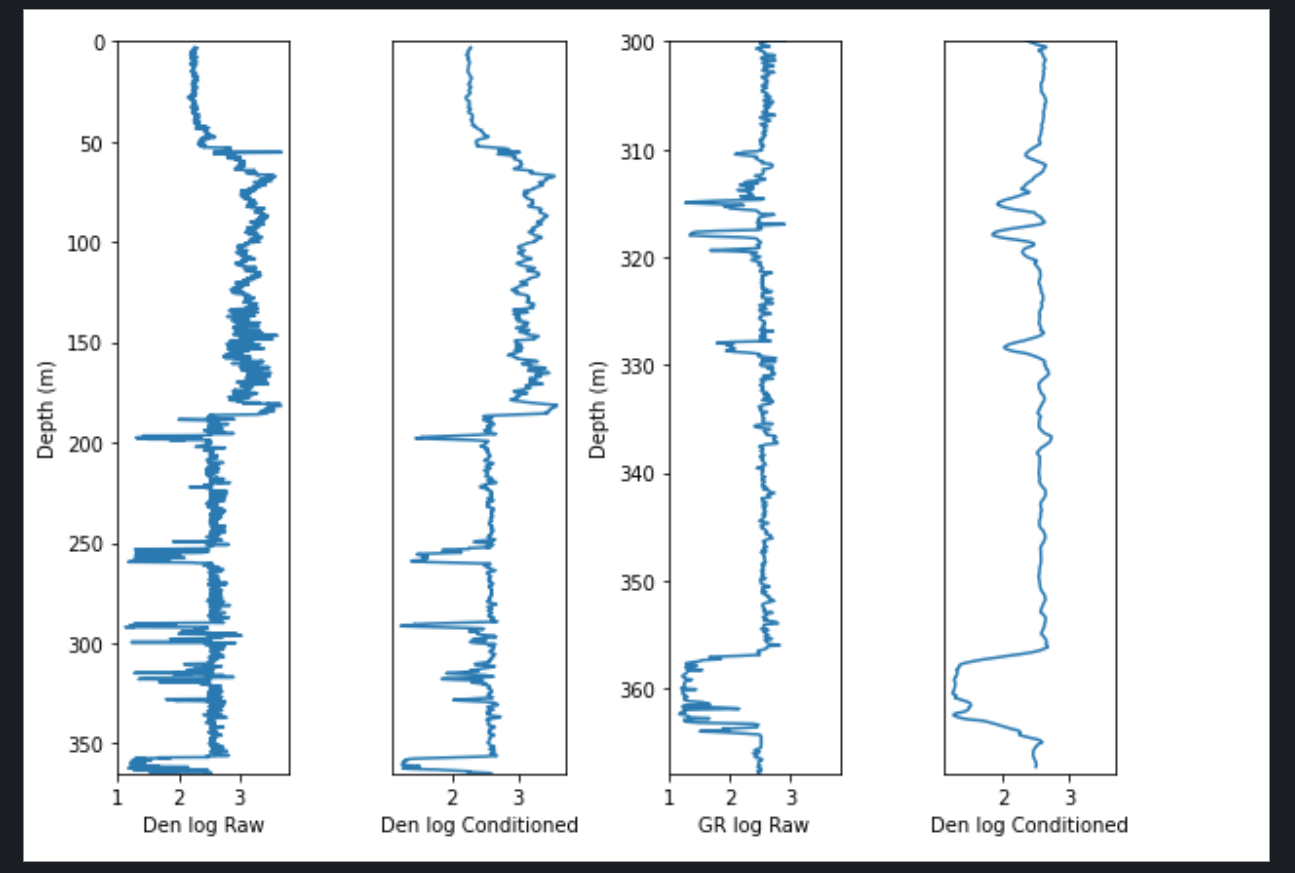 0
50
100
150
200
250
300
350
Depth (m)
1 2 3
Den log Raw
2 3
Den log Conditioned
300
310
320
330
340
350
360
Depth (m)
1 2 3
GR log Raw
2 3
Den log Conditioned